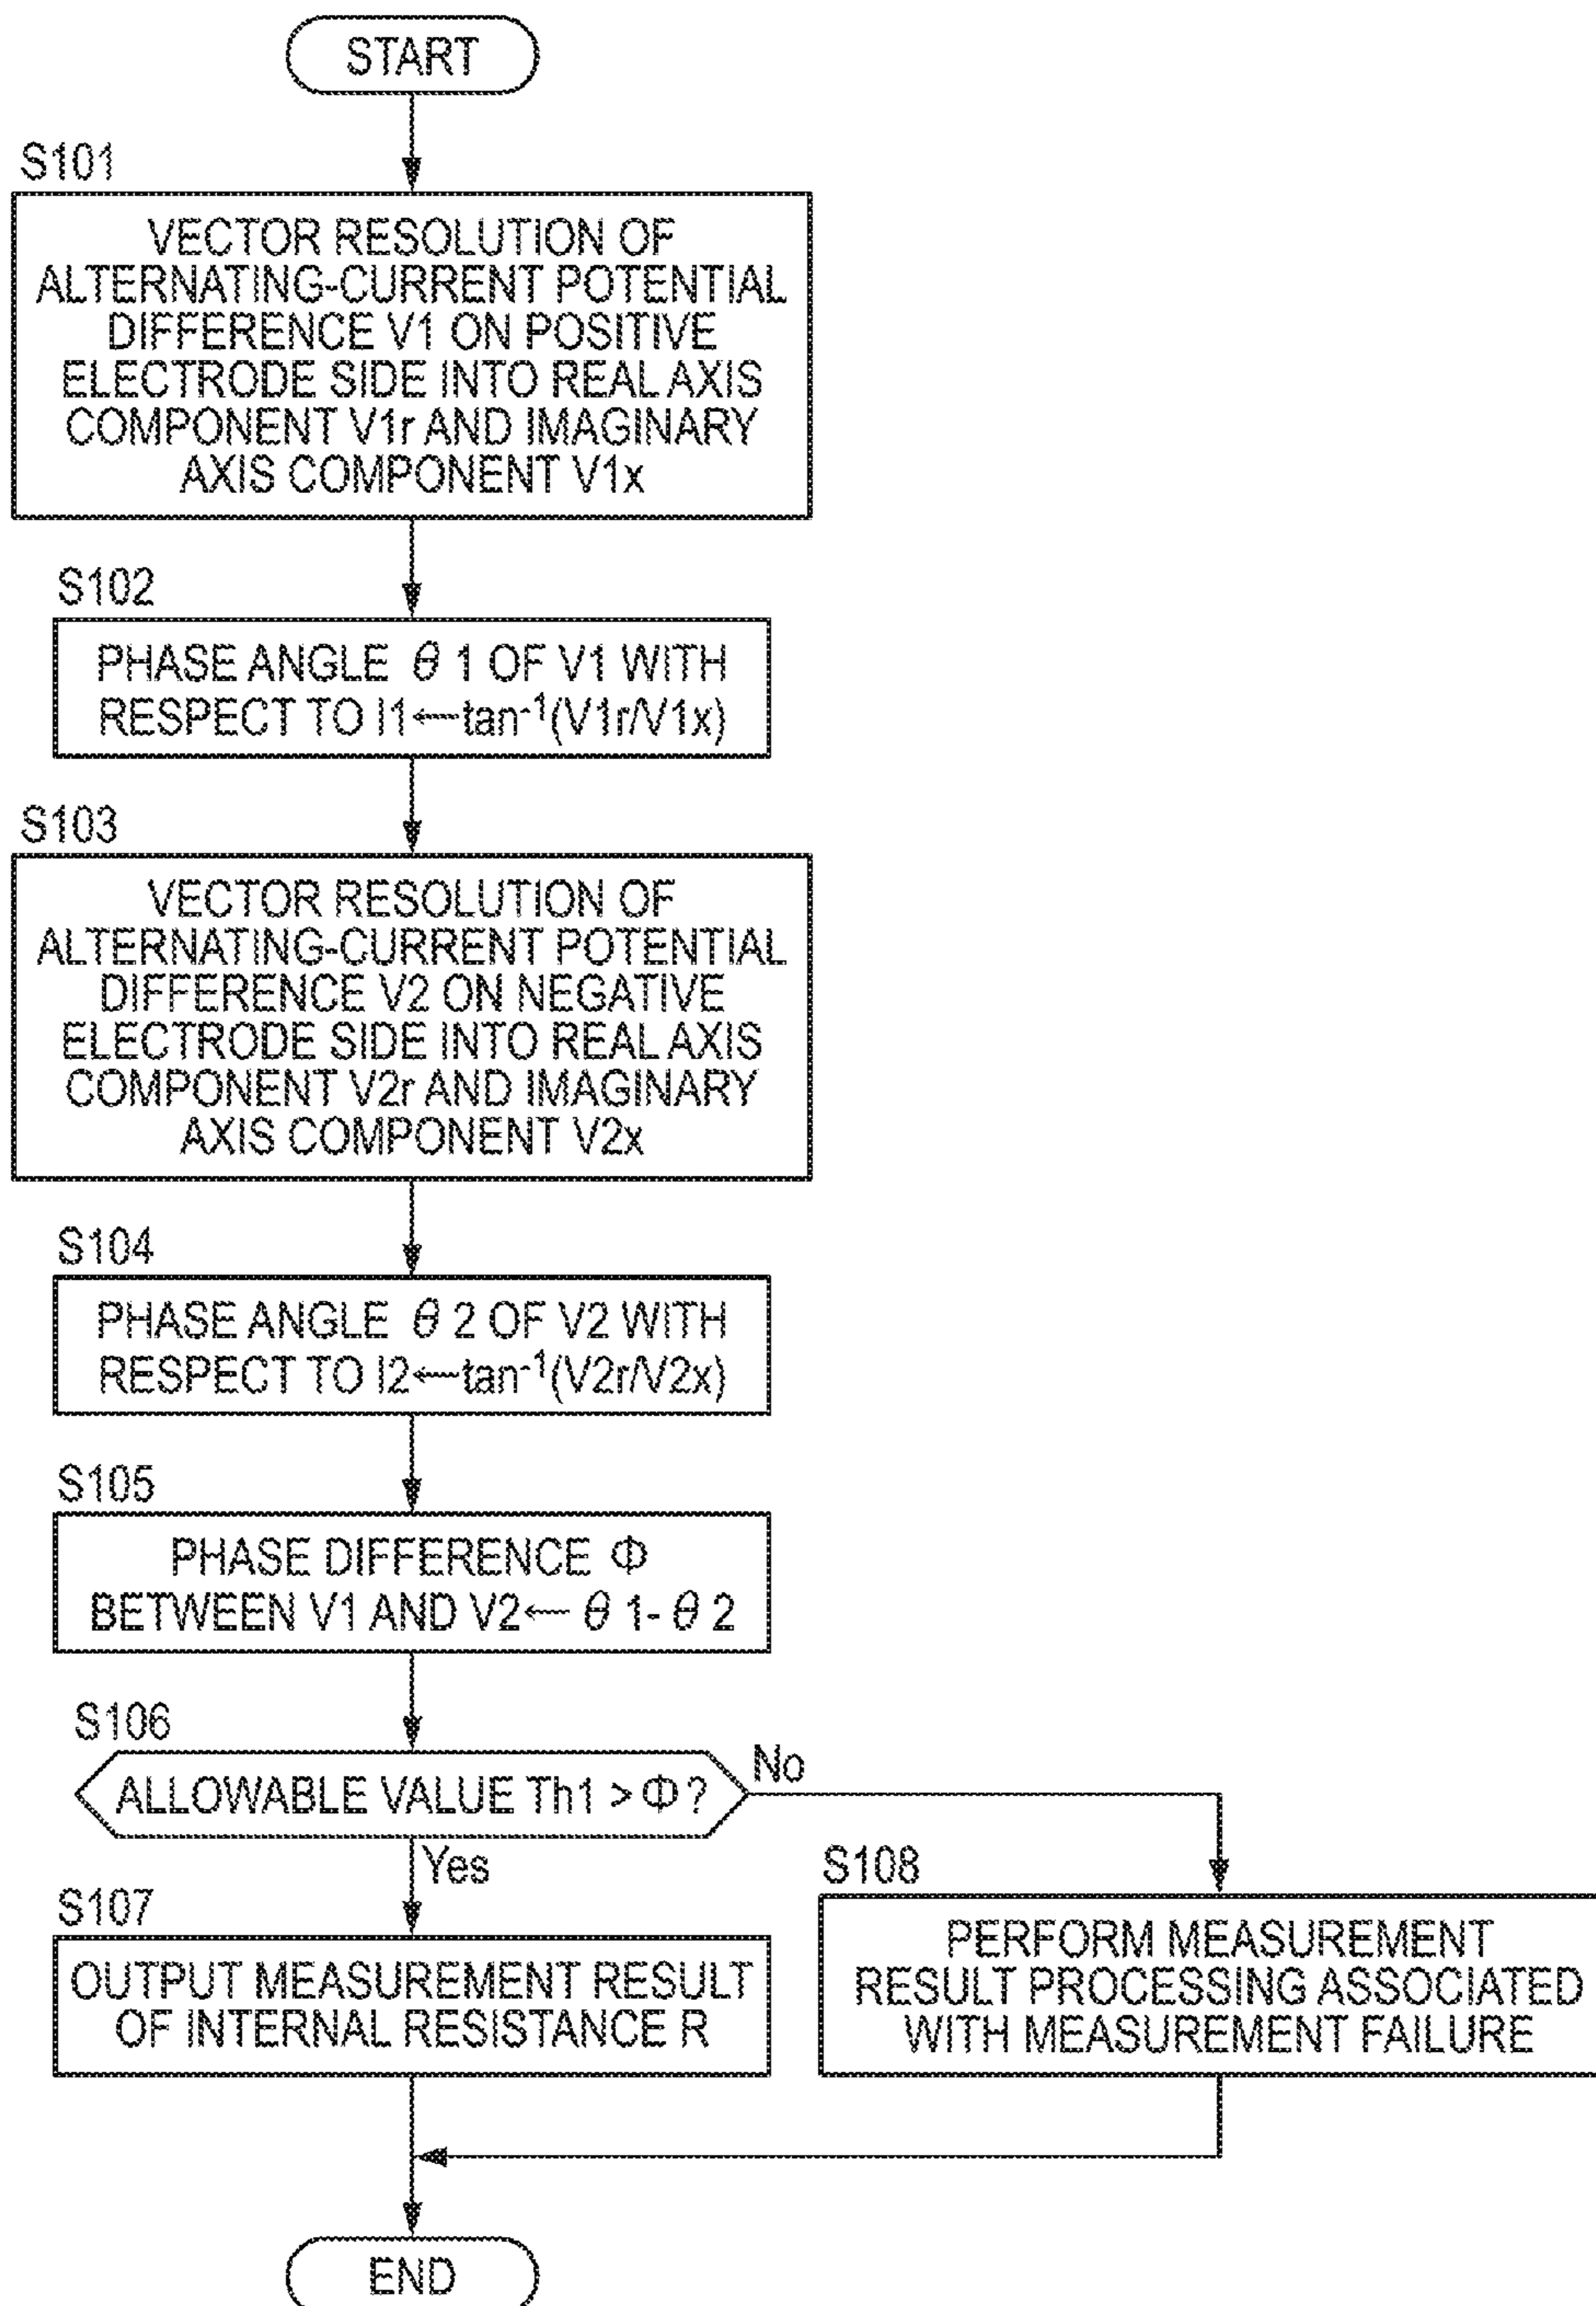 START
S101
VECTOR RESOLUTION OF
ALTERNATING-CURRENT POTENTIAL
DIFFERENCE V1 ON POSITIVE
ELECTRODE SIDE INTO REAL AXIS
COMPONENT V1r AND IMAGINARY
AXIS COMPONENT V1x
S102
PHASE ANGLE θ 1 OF V1 WITH
RESPECT TO I1←tan⁻¹(V1r/V1x)
S103
VECTOR RESOLUTION OF
ALTERNATING-CURRENT POTENTIAL
DIFFERENCE V2 ON NEGATIVE
ELECTRODE SIDE INTO REAL AXIS
COMPONENT V2r AND IMAGINARY
AXIS COMPONENT V2x
S104
PHASE ANGLE θ 2 OF V2 WITH
RESPECT TO I2←tan⁻¹(V2r/V2x)
S105
PHASE DIFFERENCE Φ
BETWEEN V1 AND V2← θ 1- θ 2
S106
ALLOWABLE VALUE Th1 > Φ?
No
Yes
S107
OUTPUT MEASUREMENT RESULT
OF INTERNAL RESISTANCE R
S108
PERFORM MEASUREMENT
RESULT PROCESSING ASSOCIATED
WITH MEASUREMENT FAILURE
END